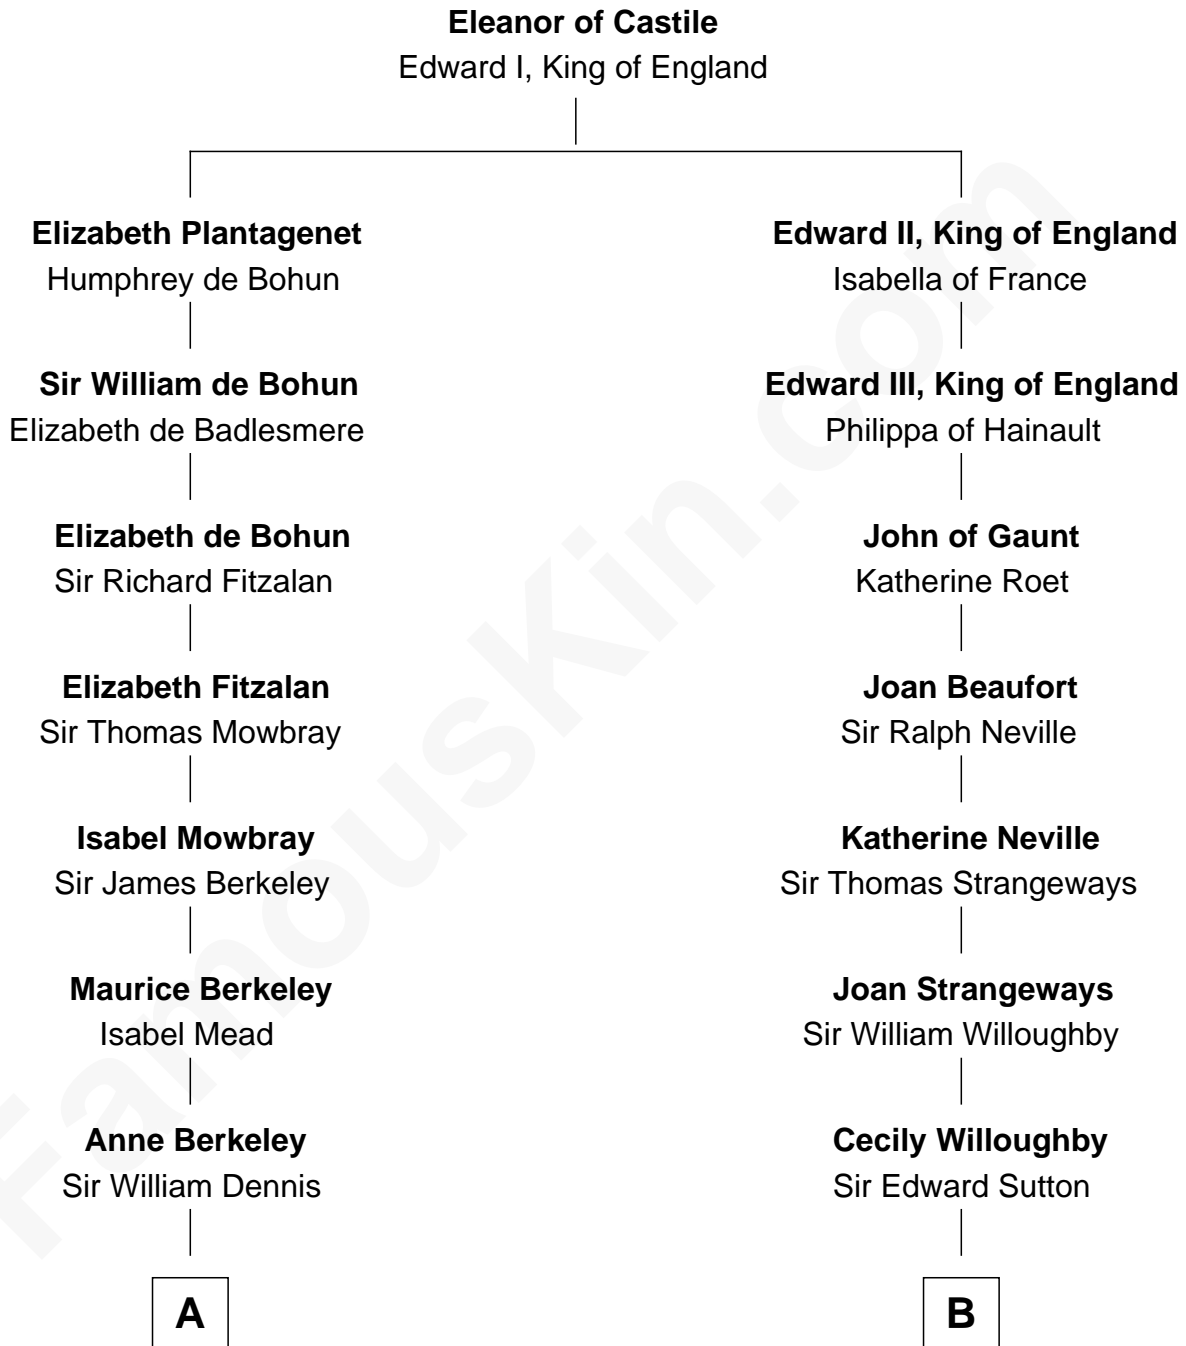 Eleanor of Castile
Edward I, King of England
Elizabeth Plantagenet
Humphrey de Bohun
Edward II, King of England
Isabella of France
Sir William de Bohun
Elizabeth de Badlesmere
Edward III, King of England
Philippa of Hainault
Elizabeth de Bohun
Sir Richard Fitzalan
John of Gaunt
Katherine Roet
Elizabeth Fitzalan
Sir Thomas Mowbray
Joan Beaufort
Sir Ralph Neville
Isabel Mowbray
Sir James Berkeley
Katherine Neville
Sir Thomas Strangeways
Maurice Berkeley
Isabel Mead
Joan Strangeways
Sir William Willoughby
Anne Berkeley
Sir William Dennis
Cecily Willoughby
Sir Edward Sutton
A
B
FamousKin.com